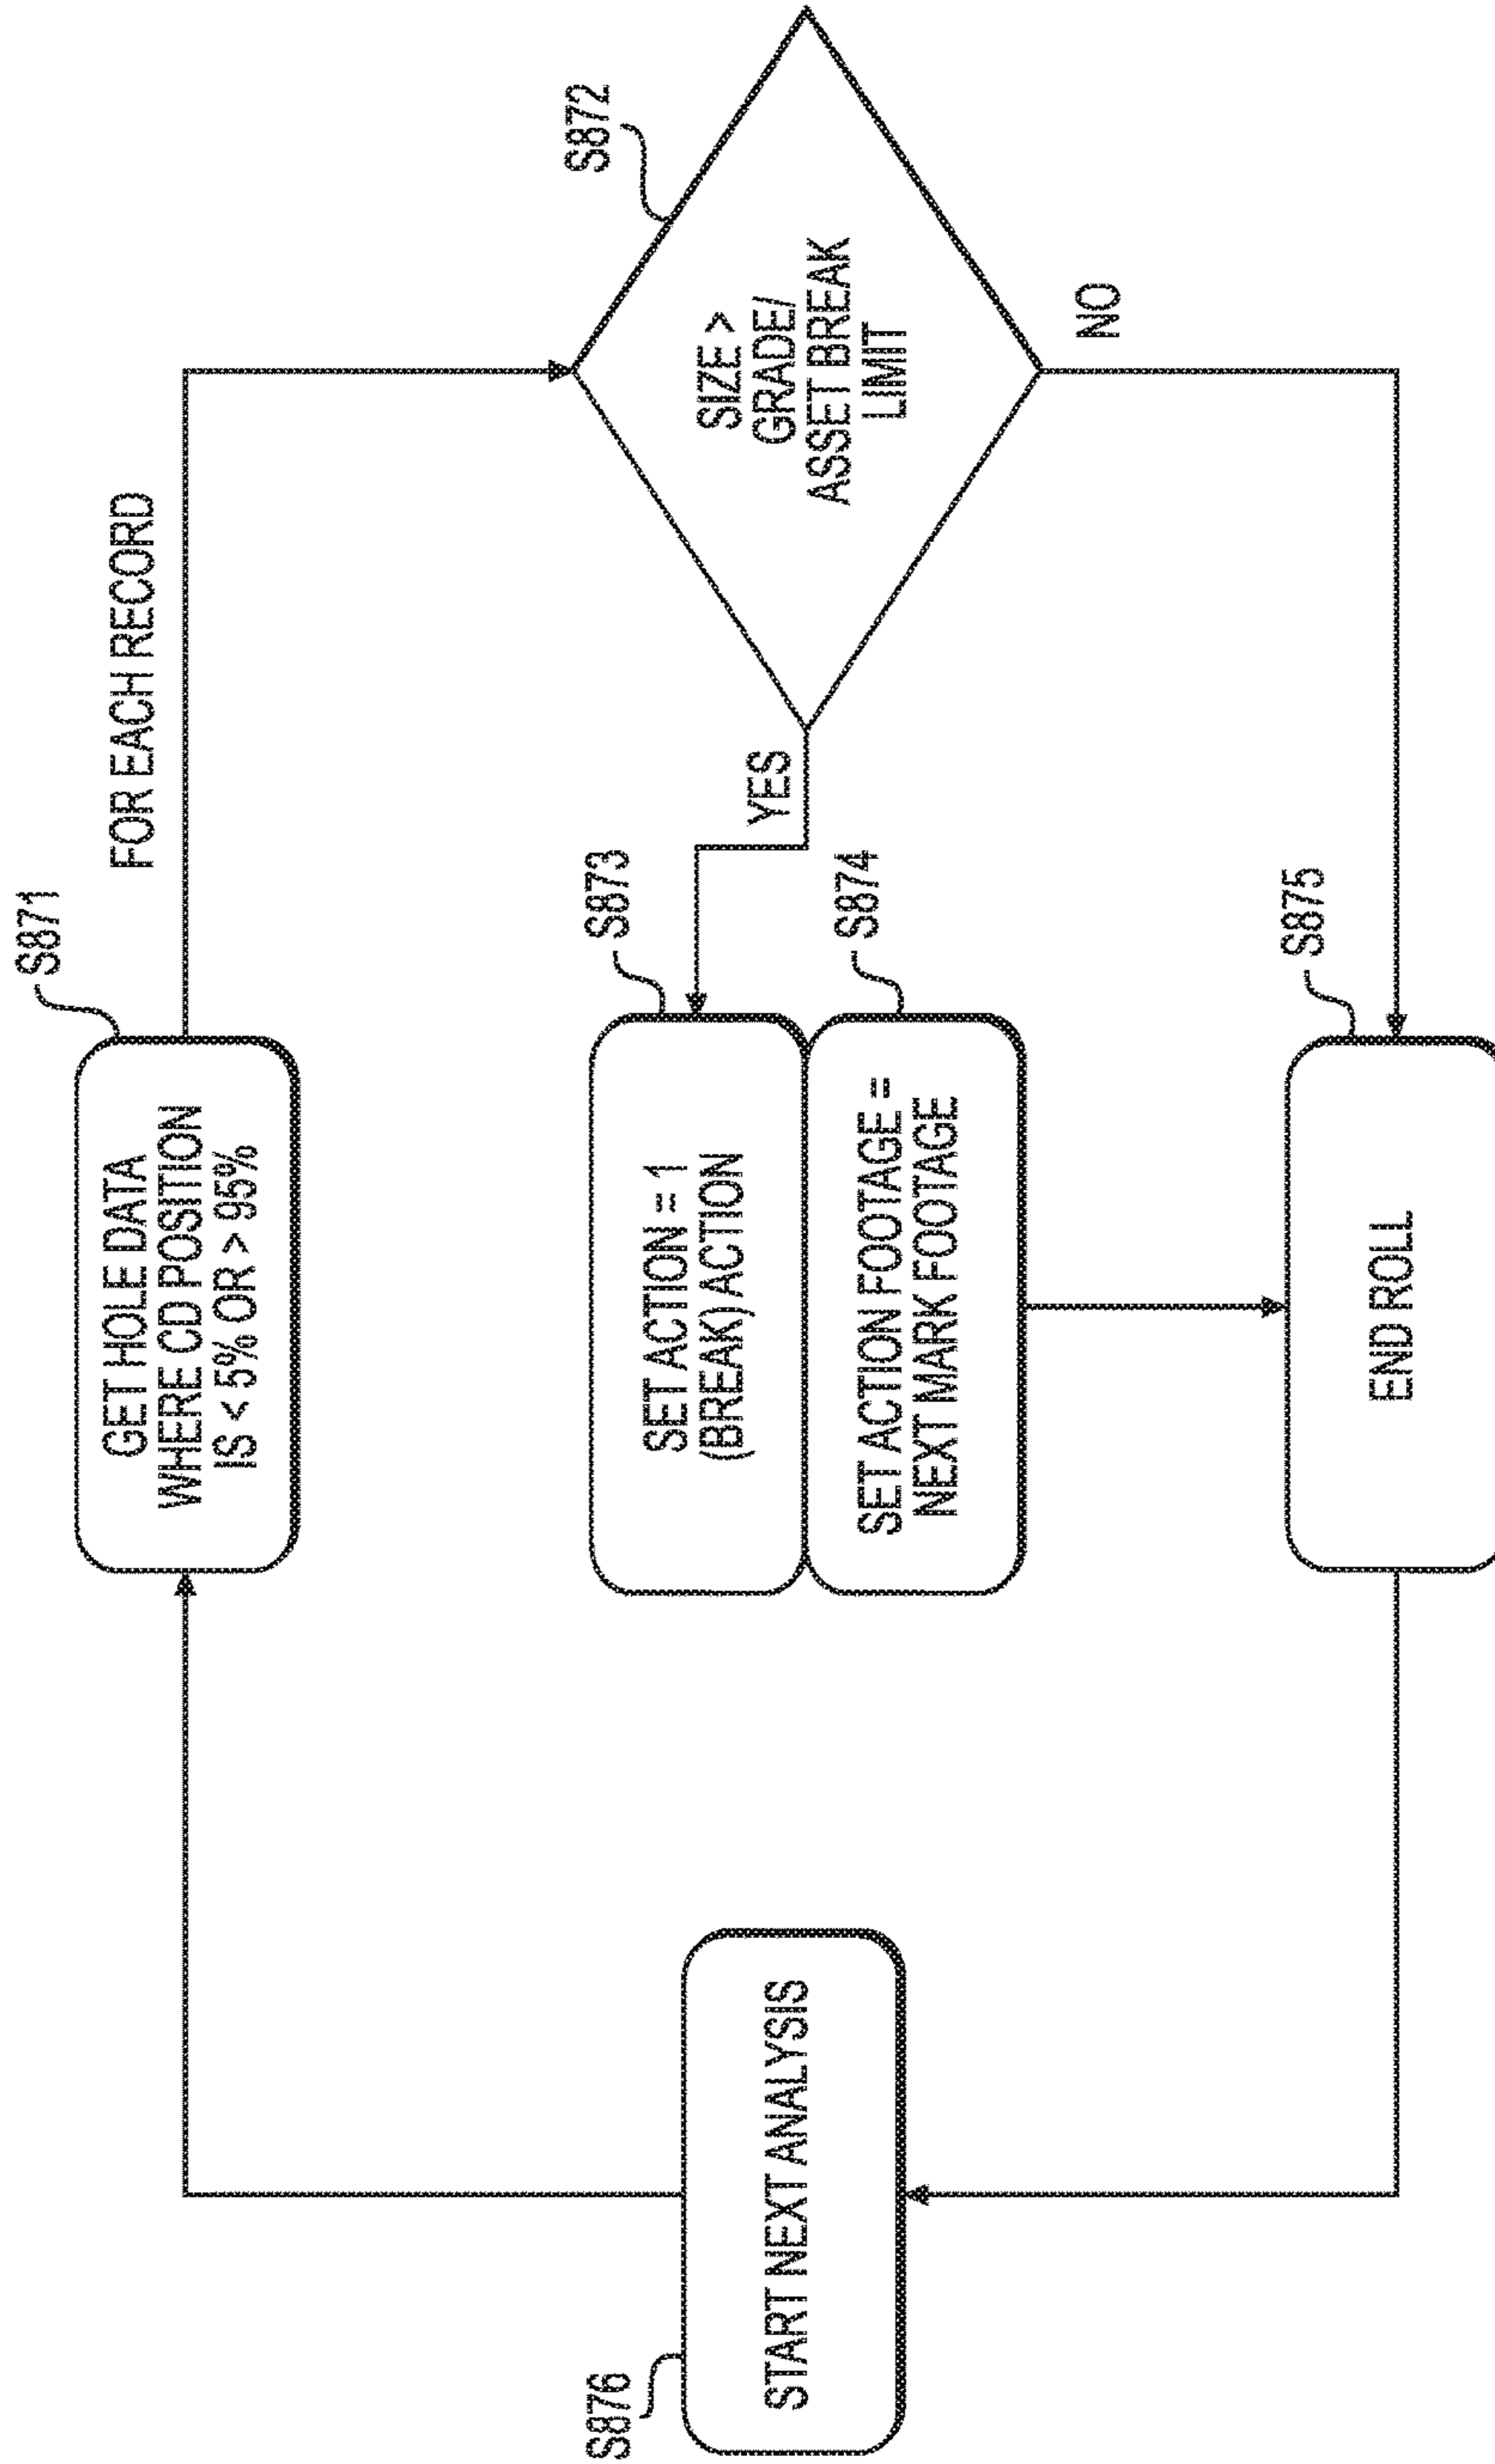 S871
GET HOLE DATA
WHERE CD POSITION
IS < 5% OR > 95%
FOR EACH RECORD
S872
SIZE >
GRADE/
ASSET BREAK
LIMIT
YES
NO
S873
SET ACTION = 1
(BREAK) ACTION
S874
SET ACTION FOOTAGE =
NEXT MARK FOOTAGE
S875
END ROLL
S876
START NEXT ANALYSIS